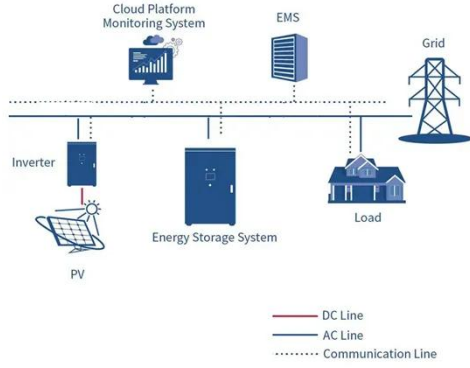 Cloud Platform
Monitoring System
EMS
Grid
Inverter
Energy Storage System
Load
PV
DC Line
AC Line
Communication Line